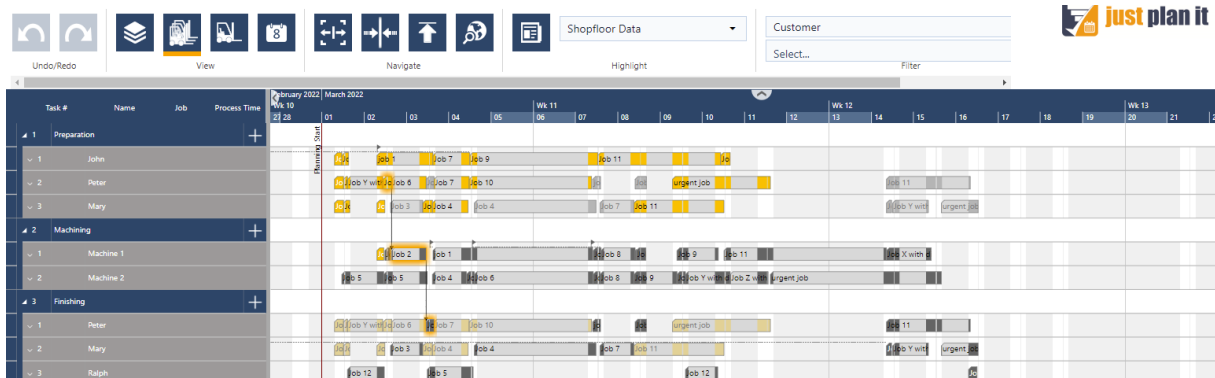 just plan it
8
Shopfloor Data
Customer
Select...
Undo/Redo View Navigate Highlight Filter
Task # Name Job Process Time
February 2022 March 2022
Wk 10 Wk 11 Wk 12 Wk 13
27 28 01 02 03 04 05 06 07 08 09 10 11 12 13 14 15 16 17 18 19 20 21
Planning Start
1 Preparation
1 John Job 1 Job 7 Job 9 Job 11
2 Peter Job Y wit Job 6 Job 7 Job 10 urgent job Job 11
3 Mary Job 3 Job 4 Job 4 Job 7 Job 11 Job Y wit urgent job
2 Machining
1 Machine 1 Job 2 Job 1 Job 8 Job 9 Job 11 Job X with d
2 Machine 2 Job 5 Job 5 Job 4 Job 6 Job 8 Job 9 Job Y with d Job Z with urgent job
3 Finishing
1 Peter Job Y wit Job 6 Job 7 Job 10 urgent job Job 11
2 Mary Job 3 Job 4 Job 4 Job 7 Job 11 Job Y wit urgent job
3 Ralph Job 12 Job 5 Job 12